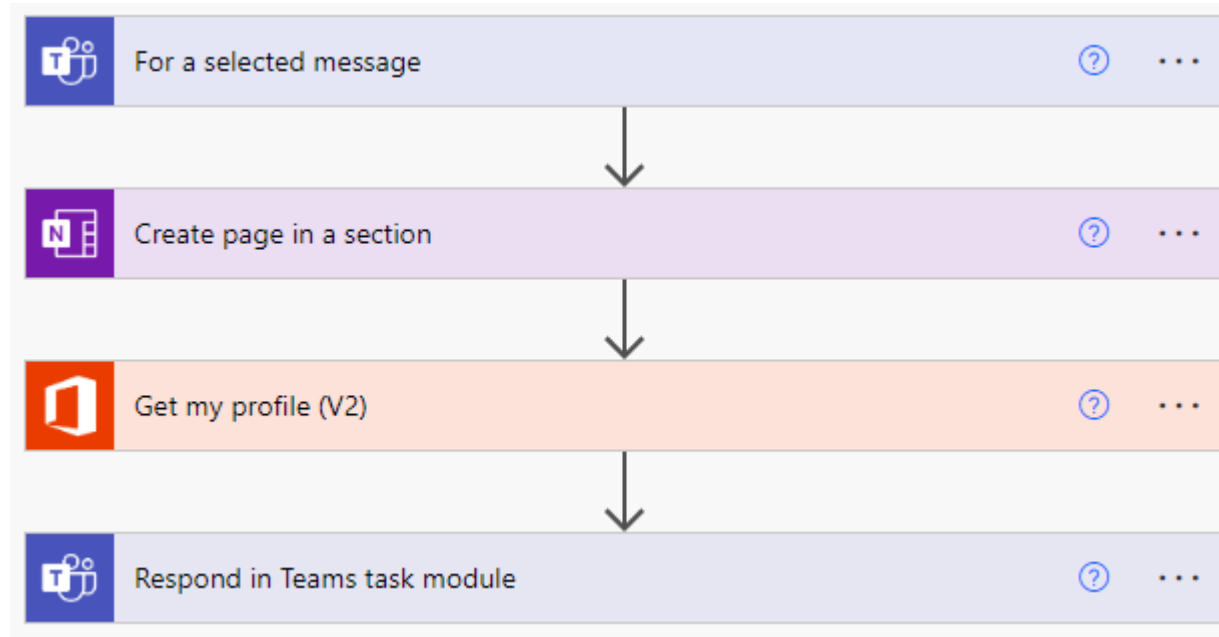 For a selected message
Create page in a section
Get my profile (V2)
Respond in Teams task module